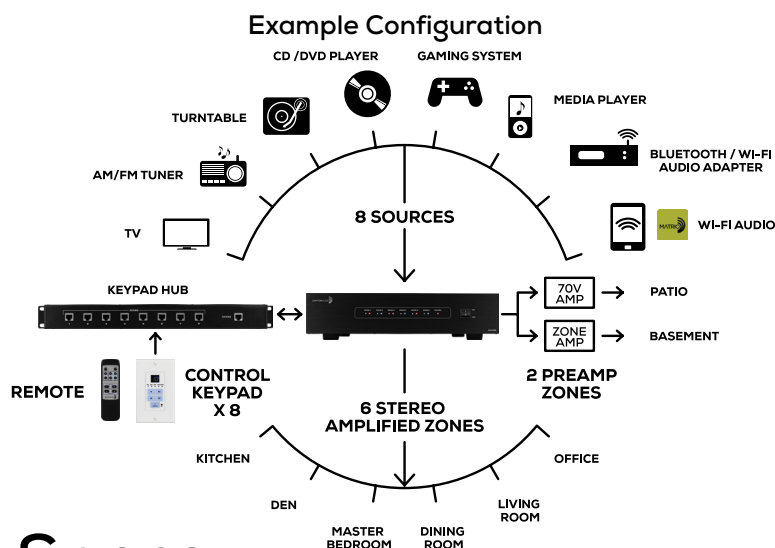 Example Configuration
CD /DVD PLAYER
GAMING SYSTEM
TURNTABLE
MEDIA PLAYER
AM/FM TUNER
BLUETOOTH / WI-FI
AUDIO ADAPTER
TV
8 SOURCES
MATRIX
WI-FI AUDIO
KEYPAD HUB
70V
AMP
PATIO
ZONE
AMP
BASEMENT
REMOTE
CONTROL
KEYPAD
X 8
6 STEREO
AMPLIFIED ZONES
2 PREAMP
ZONES
KITCHEN
OFFICE
DEN
LIVING
ROOM
MASTER
BEDROOM
DINING
ROOM